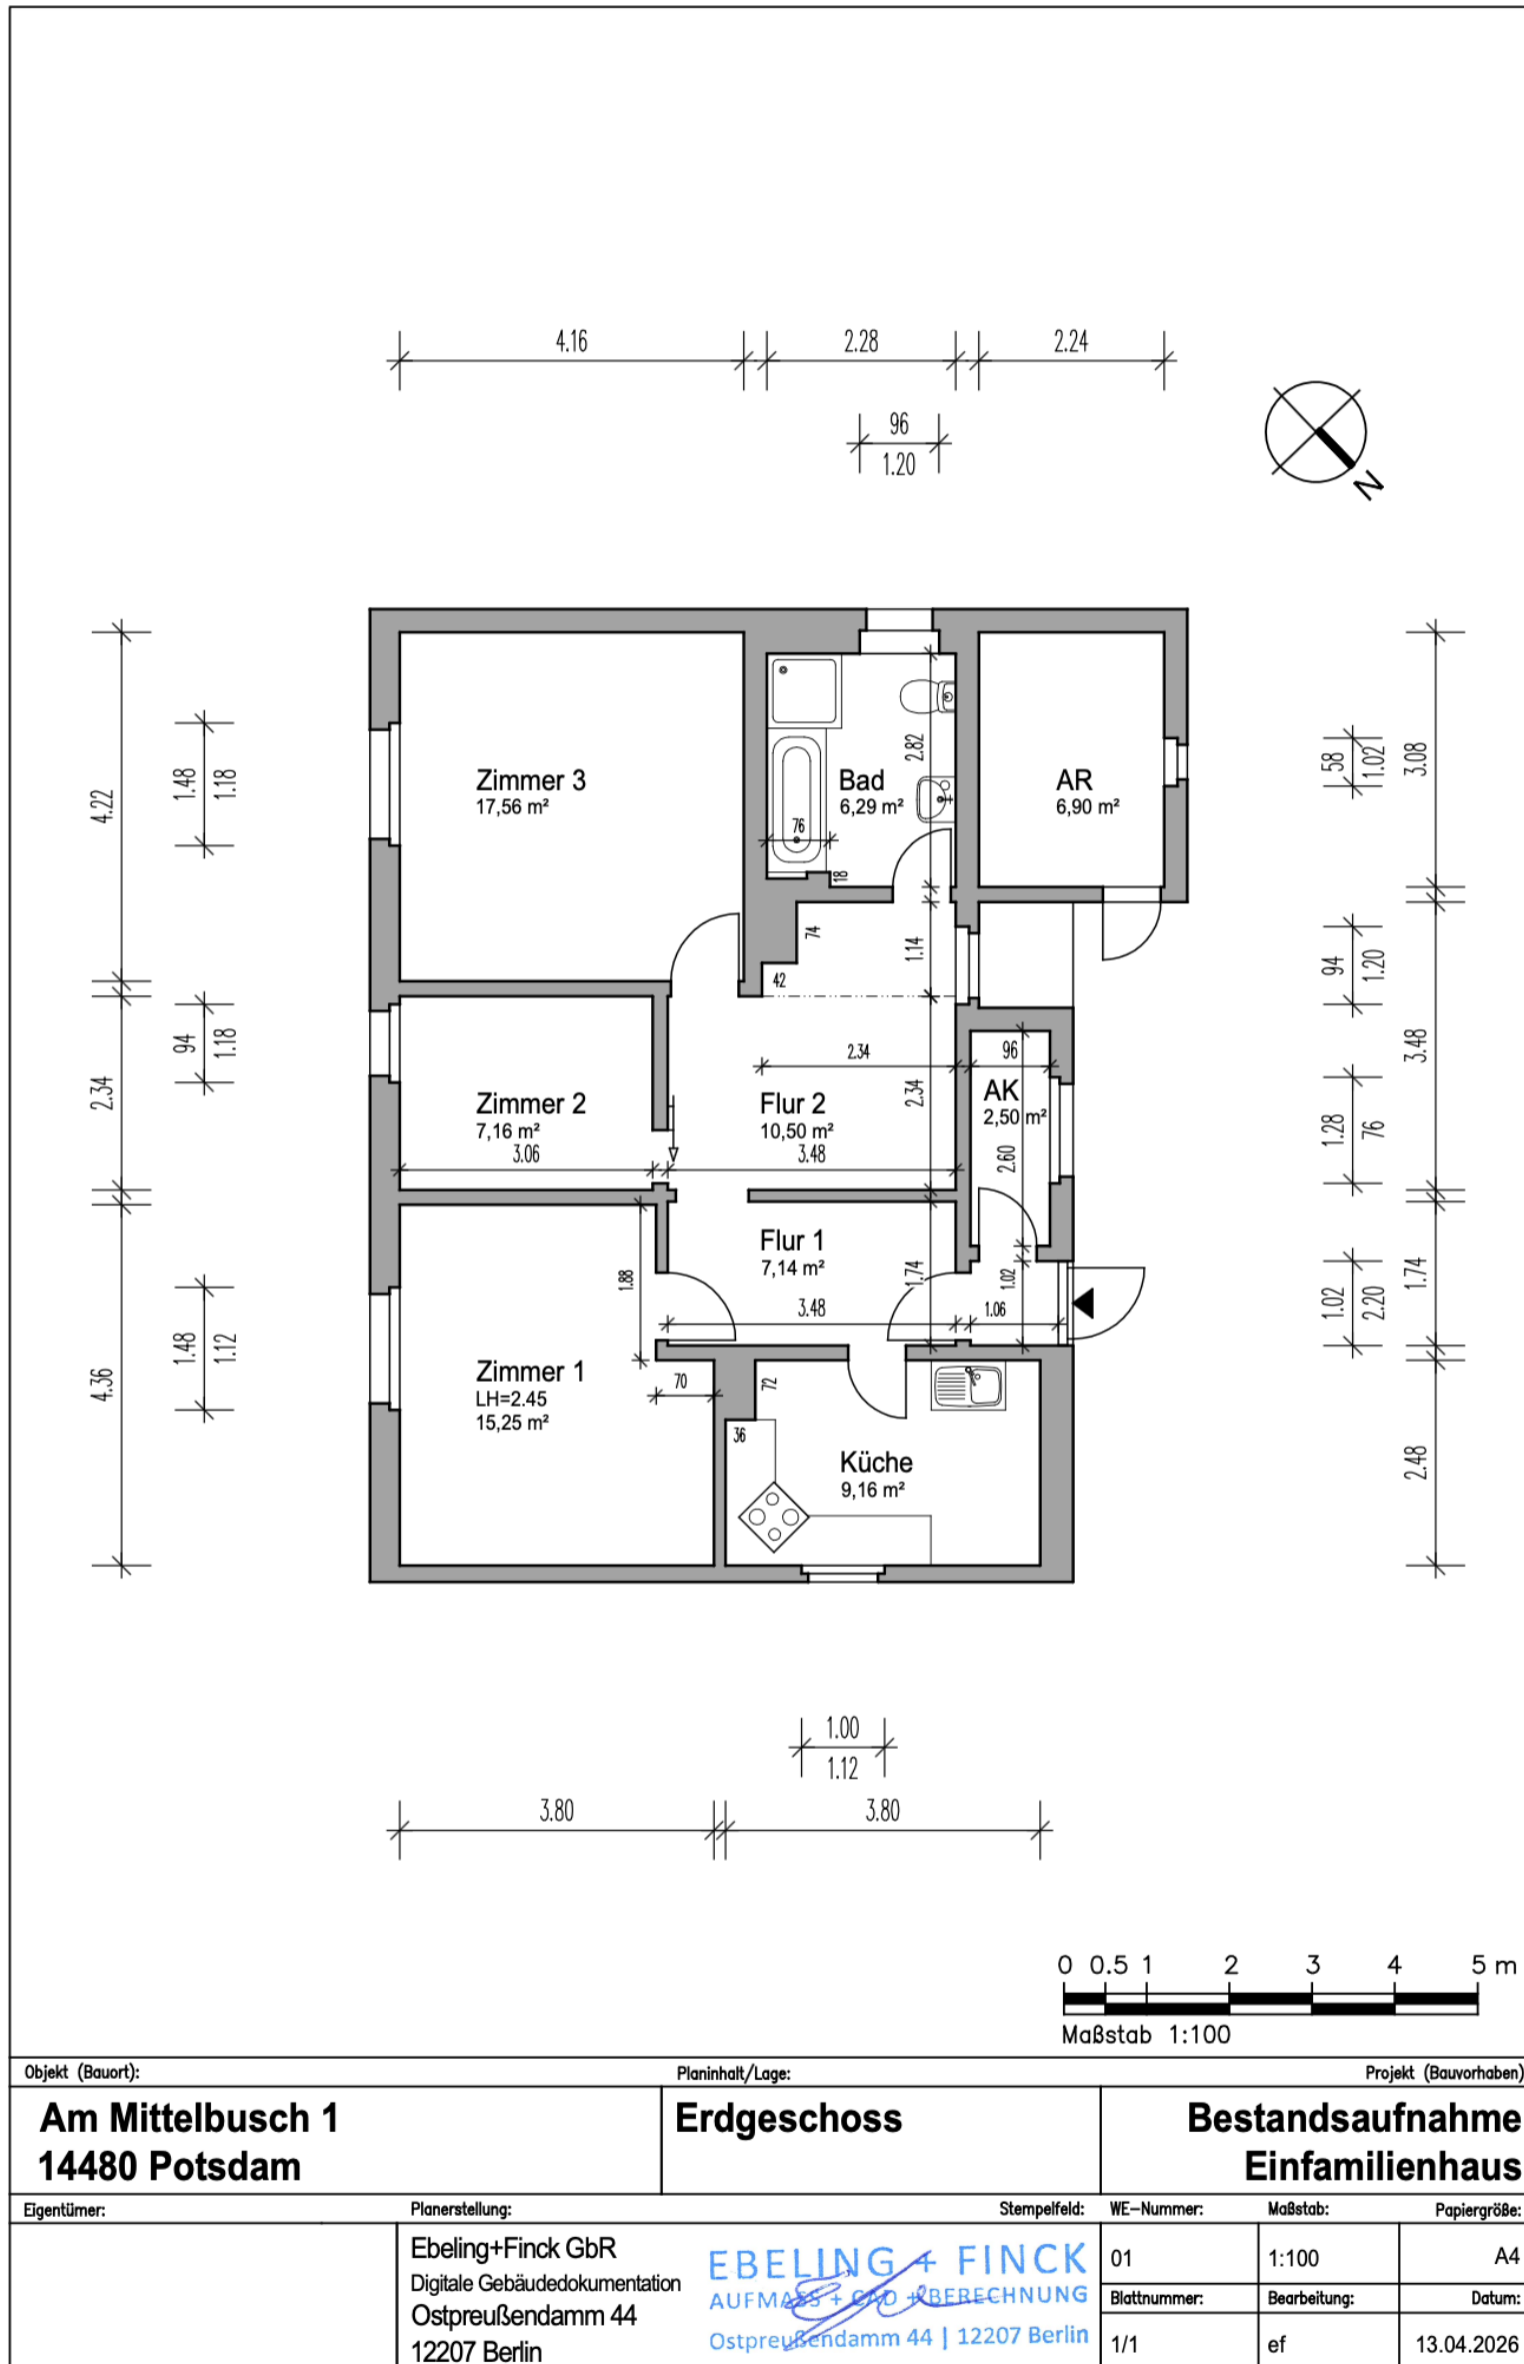 4.16
2.28
2.24
96
1.20
N
4.22
1.48
1.18
2.34
94
1.18
4.36
1.48
1.12
58
1.02
3.08
94
1.20
3.48
1.28
76
1.02
2.20
1.74
2.48
Zimmer 3
17,56 m²
Bad
6,29 m²
2.82
76
18
AR
6,90 m²
74
42
1.14
2.34
2.34
96
AK
2,50 m²
2.60
Zimmer 2
7,16 m²
3.06
Flur 2
10,50 m²
3.48
Flur 1
7,14 m²
1.88
1.74
3.48
1.02
1.06
Zimmer 1
LH=2.45
15,25 m²
70
72
36
Küche
9,16 m²
1.00
1.12
3.80
3.80
0 0.5 1 2 3 4 5 m
Maßstab 1:100
Objekt (Bauort):
Am Mittelbusch 1
14480 Potsdam
Planinhalt/Lage:
Erdgeschoss
Projekt (Bauvorhaben)
Bestandsaufnahme
Einfamilienhaus
Eigentümer:
Planerstellung:
Ebeling+Finck GbR
Digitale Gebäudedokumentation
Ostpreußendamm 44
12207 Berlin
Stempelfeld:
EBELING + FINCK
AUFMASS + CAD + BERECHNUNG
Ostpreußendamm 44 | 12207 Berlin
WE-Nummer:
01
Maßstab:
1:100
Papiergröße:
A4
Blattnummer:
1/1
Bearbeitung:
ef
Datum:
13.04.2026